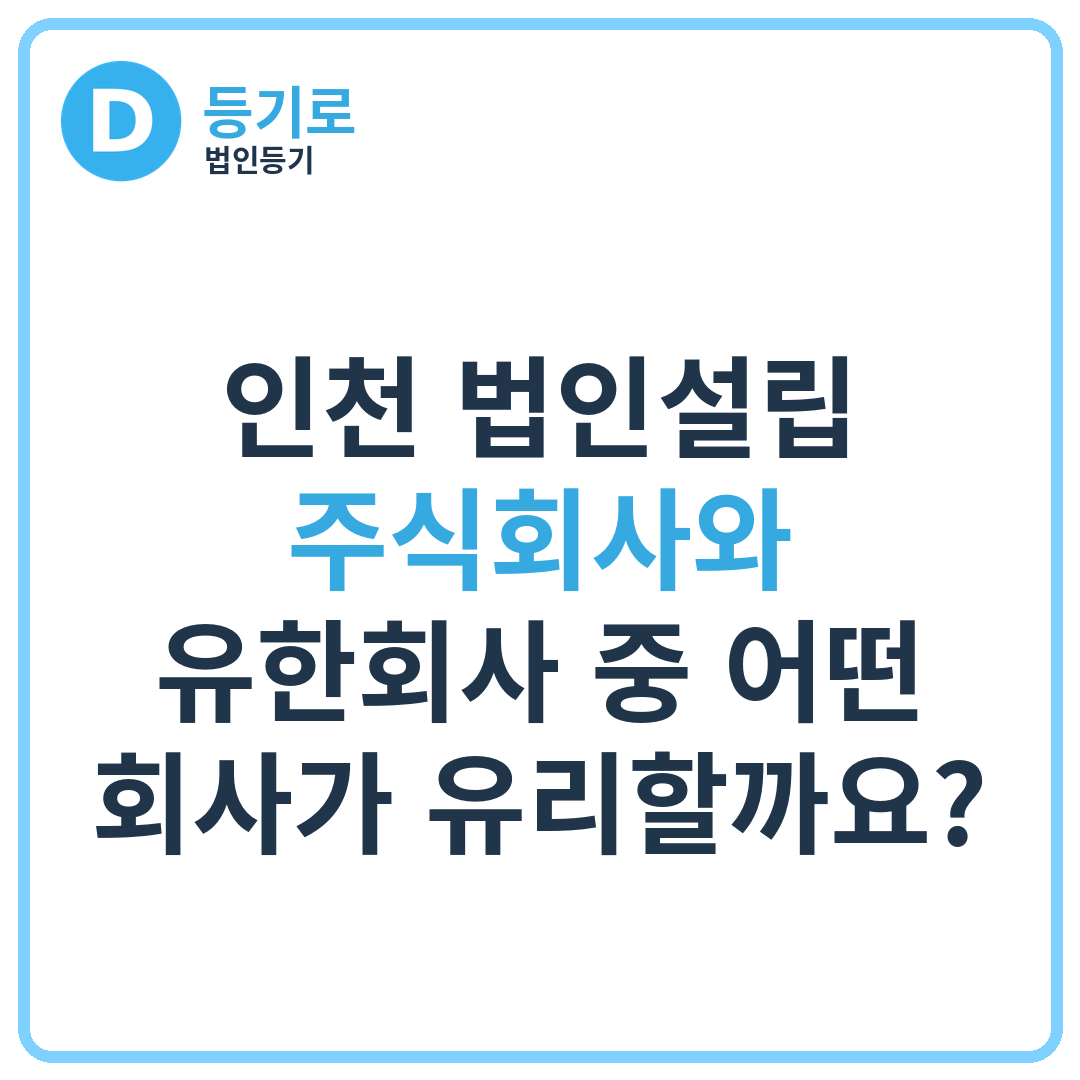 D
등기로
법인등기
인천 법인설립
주식회사와
유한회사 중 어떤
회사가 유리할까요?